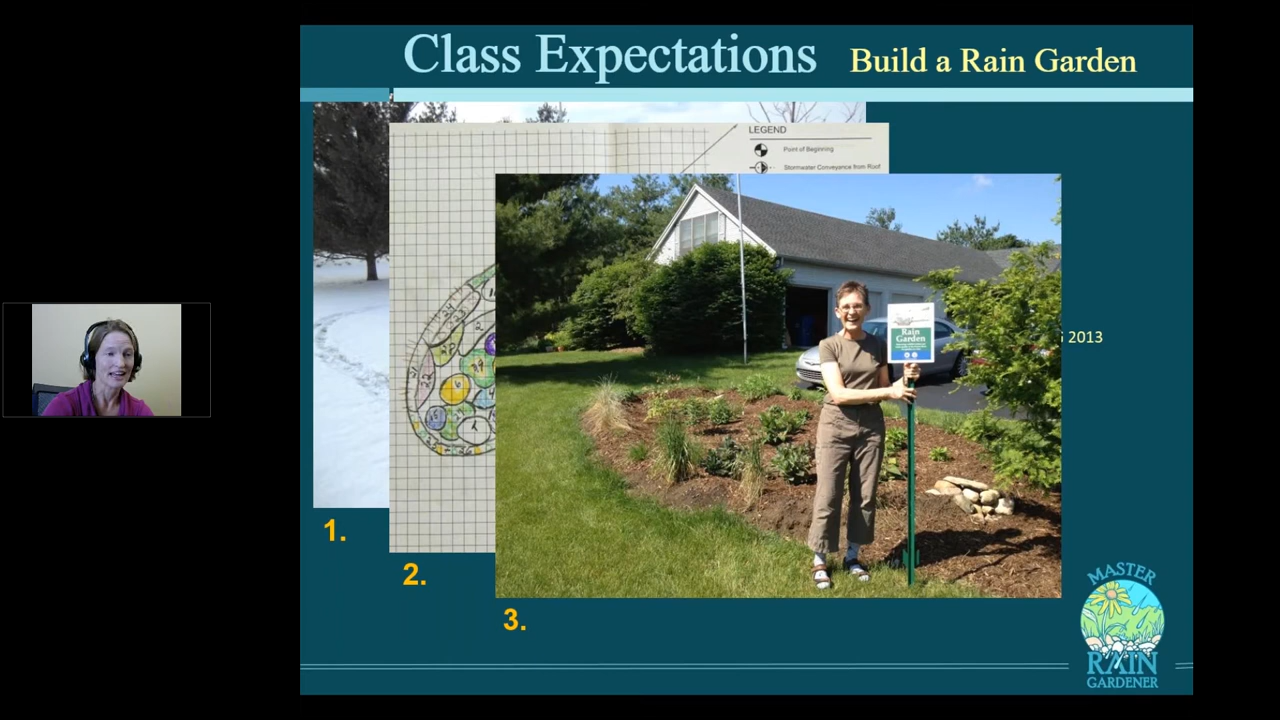 Class Expectations Build a Rain Garden
LEGEND
Point of Beginning
Stormwater Conveyance from Roof
Rain
Garden
2013
1.
2.
3.
MASTER
RAIN
GARDENER